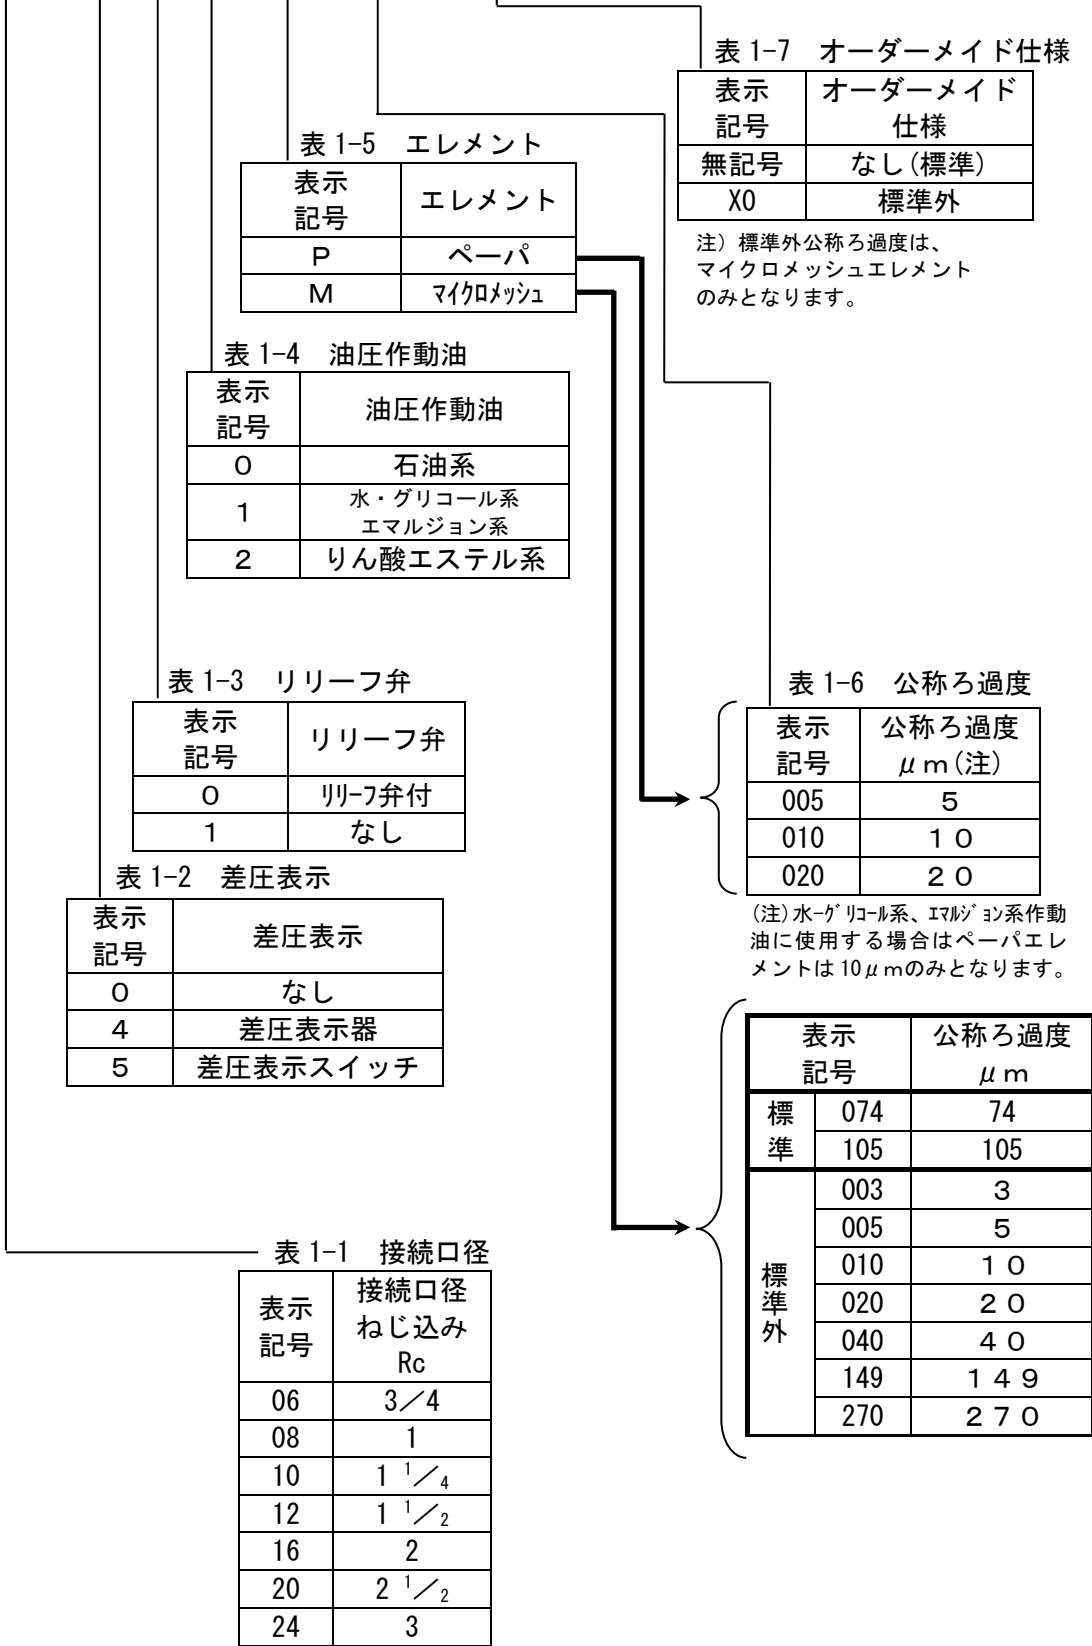 表 1-7　オーダーメイド仕様
表示
記号
オーダーメイド
仕様
無記号 なし(標準)
X0 標準外
注) 標準外公称ろ過度は、
マイクロメッシュエレメント
のみとなります。
表 1-5　エレメント
表示
記号
エレメント
P ペーパ
M ﾏｲｸﾛﾒｯｼｭ
表 1-4　油圧作動油
表示
記号
油圧作動油
0 石油系
1
水・グリコール系
エマルジョン系
2 りん酸エステル系
表 1-3　リリーフ弁
表示
記号
リリーフ弁
0 ﾘﾘｰﾌ弁付
1 なし
表 1-6　公称ろ過度
表示
記号
公称ろ過度
μｍ(注)
005 5
010 １０
020 ２０
(注)水-ｸﾞﾘｺｰﾙ系、ｴﾏﾙｼﾞｮﾝ系作動
油に使用する場合はペーパエレ
メントは10μｍのみとなります。
表 1-2　差圧表示
表示
記号
差圧表示
0 なし
4 差圧表示器
5 差圧表示スイッチ
表示
記号
公称ろ過度
μｍ
標
準
074 74
105 105
標
準
外
003 3
005 5
010 １０
020 ２０
040 ４０
149 １４９
270 ２７０
表 1-1　接続口径
表示
記号
接続口径
ねじ込み
Rc
06 3／4
08 1
10 1 1／4
12 1 1／2
16 2
20 2 1／2
24 3